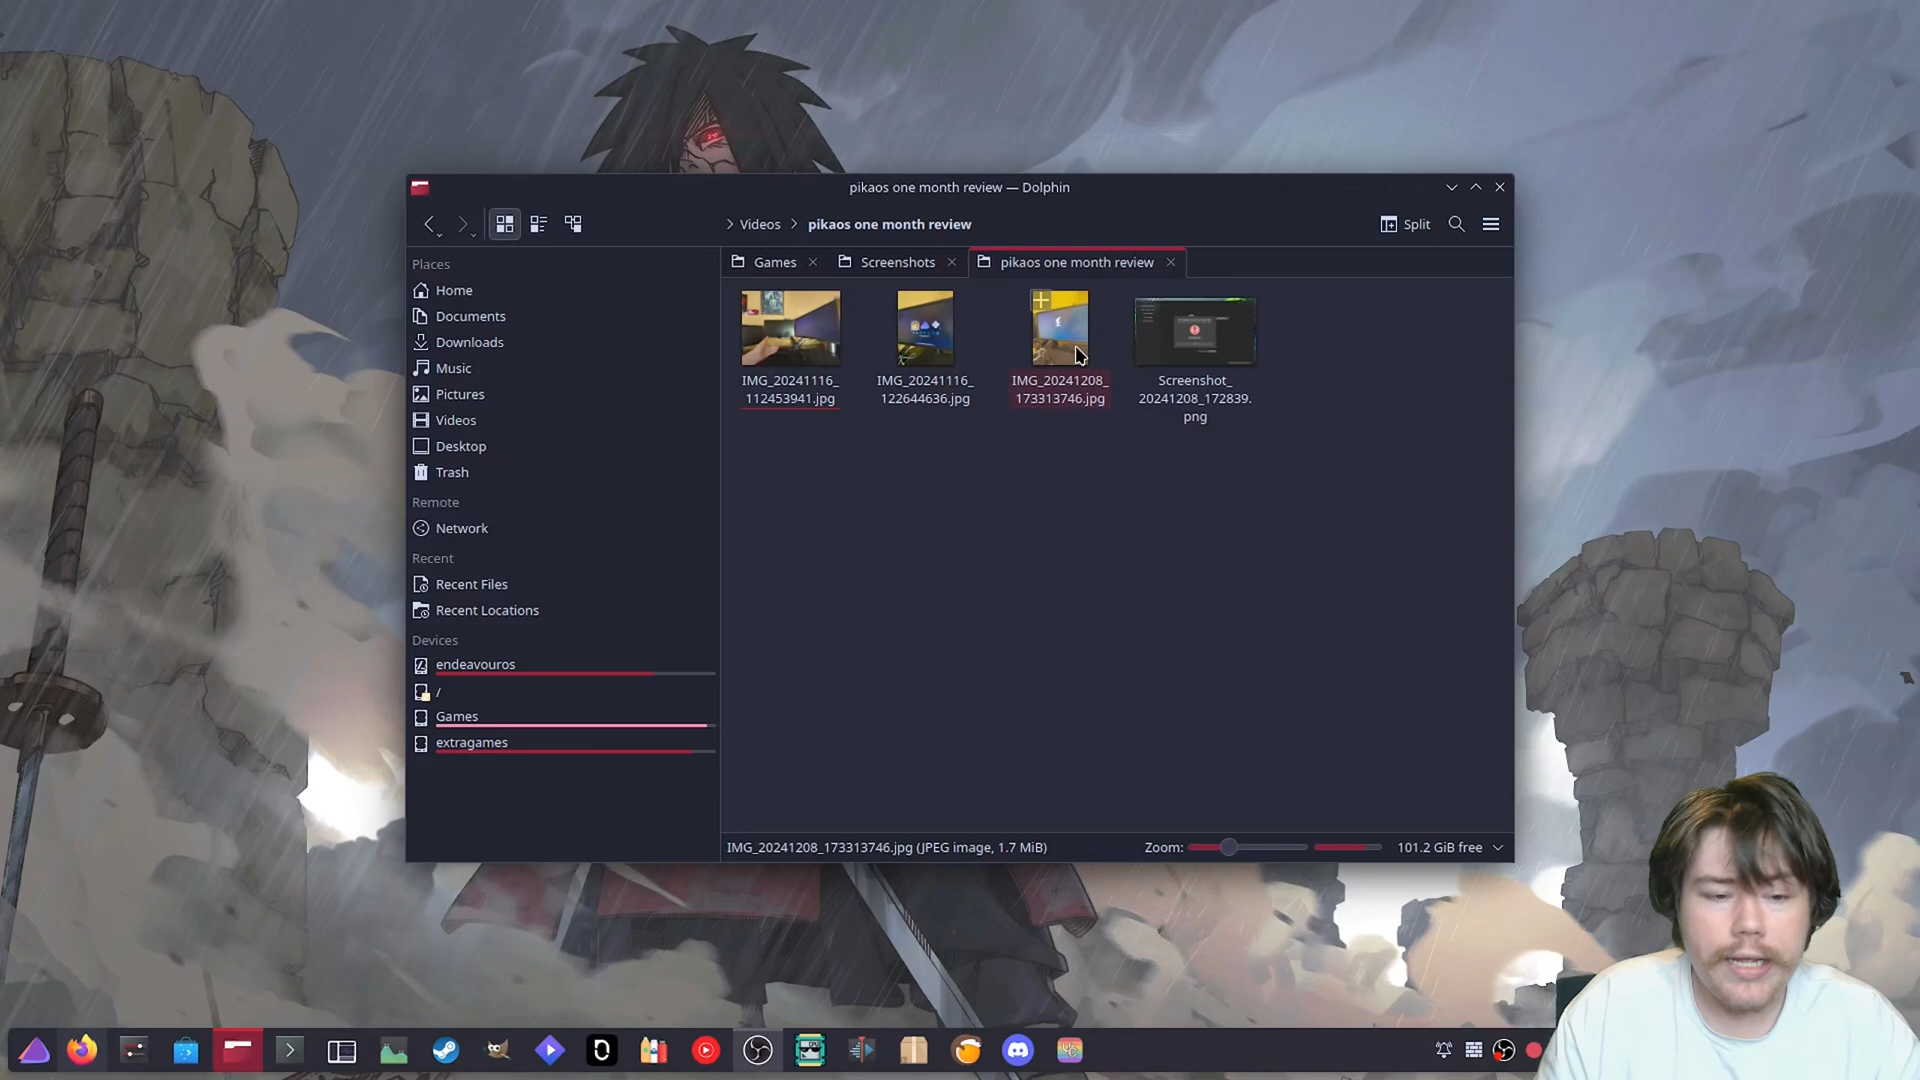 pikaos one month review — Dolphin
Videos
pikaos one month review
Split
Places
Home
Documents
Downloads
Music
Pictures
Videos
Desktop
Trash
Remote
Network
Recent
Recent Files
Recent Locations
Devices
endeavouros
/
Games
extragames
Games
Screenshots
pikaos one month review
IMG_20241116_
112453941.jpg
IMG_20241116_
122644636.jpg
IMG_20241208_
173313746.jpg
Screenshot_
20241208_172839.
png
IMG_20241208_173313746.jpg (JPEG image, 1.7 MiB)
Zoom:
101.2 GiB free